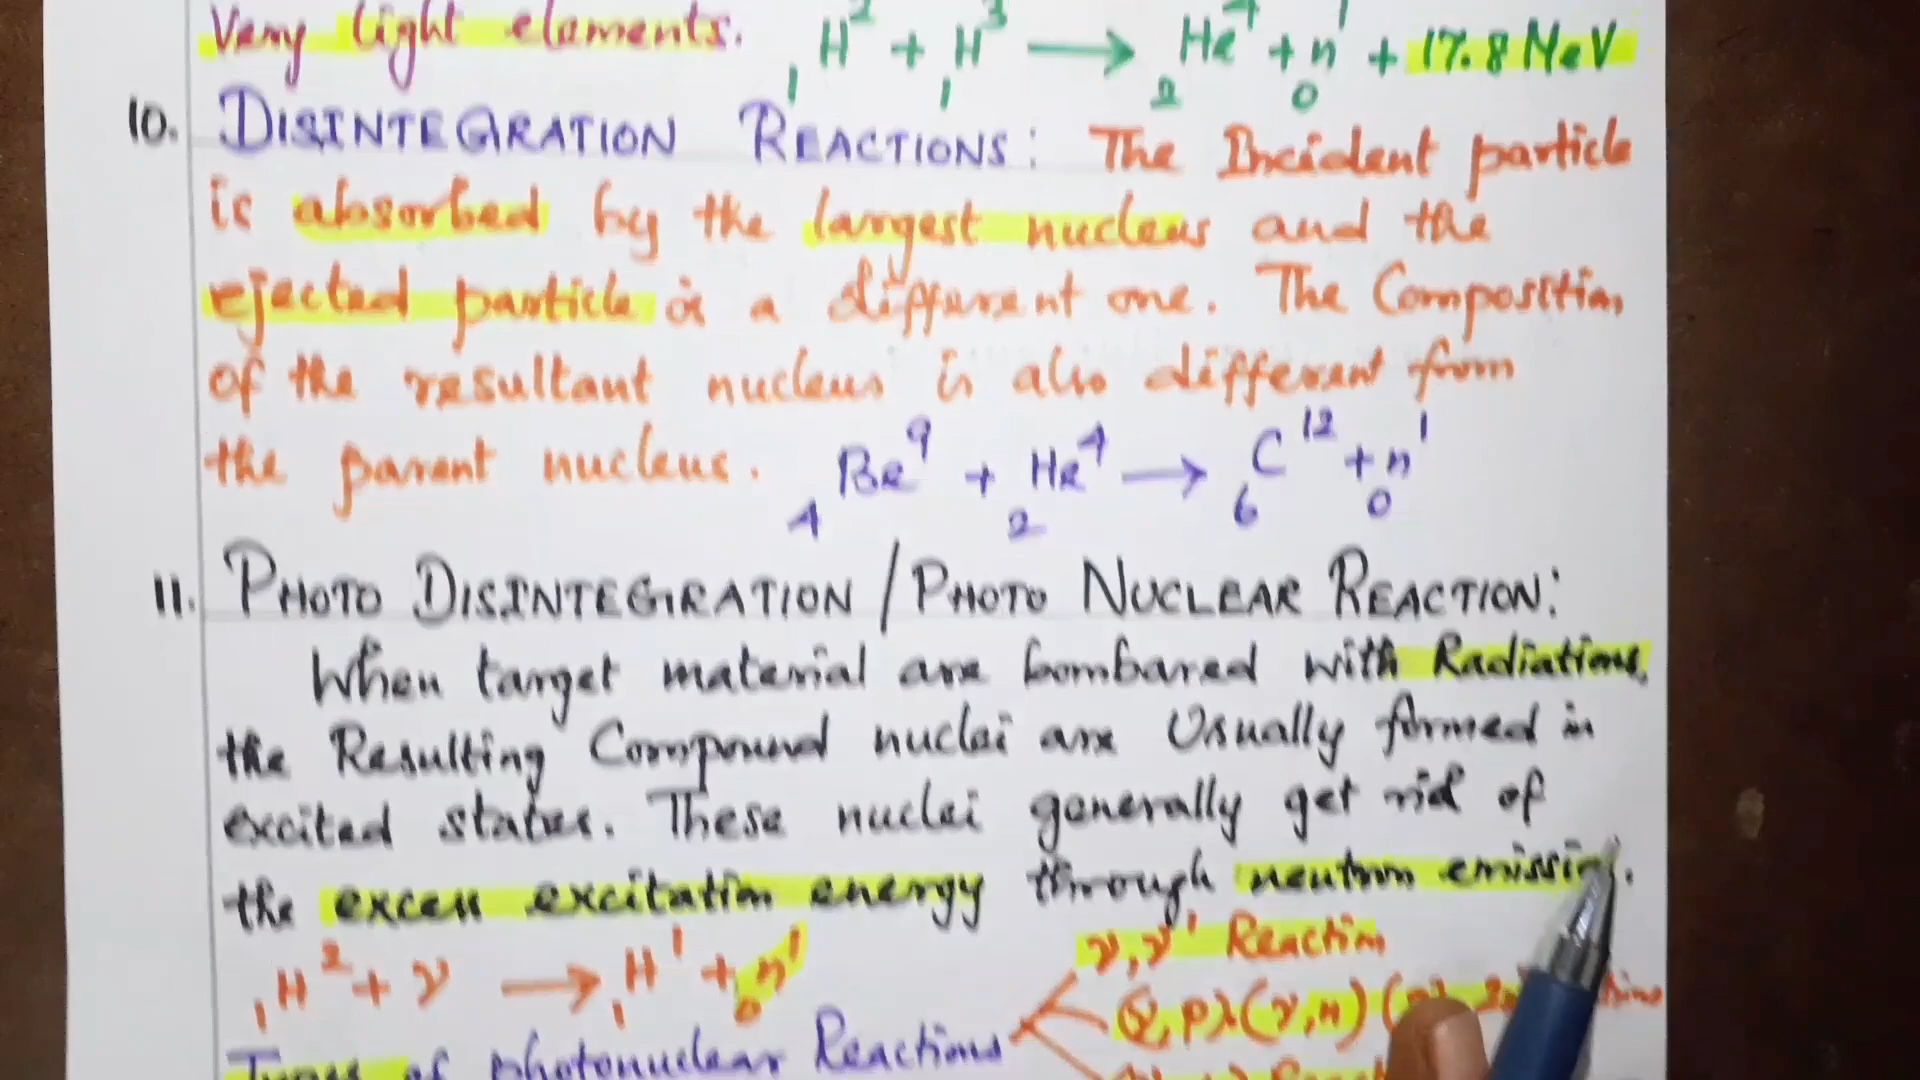 Very light elements. ₁H² + ₁H³ → ₂He⁴ + ₀n¹ + 17.8 MeV
10. DISINTEGRATION REACTIONS: The Incident particle
is absorbed by the largest nucleus and the
ejected particle is a different one. The Composition
of the resultant nucleus is also different from
the parent nucleus. ₄Be⁹ + ₂He⁴ → ₆C¹² + ₀n¹
11. PHOTO DISINTEGRATION / PHOTO NUCLEAR REACTION:
When target material are bombared with Radiations,
the Resulting Compound nuclei are Usually formed in
excited states. These nuclei generally get rid of
the excess excitation energy through neutron emission.
₁H² + γ → ₁H¹ + ₀n¹
γ,γ' Reaction
(γ,n)
Types of photonuclear Reactions